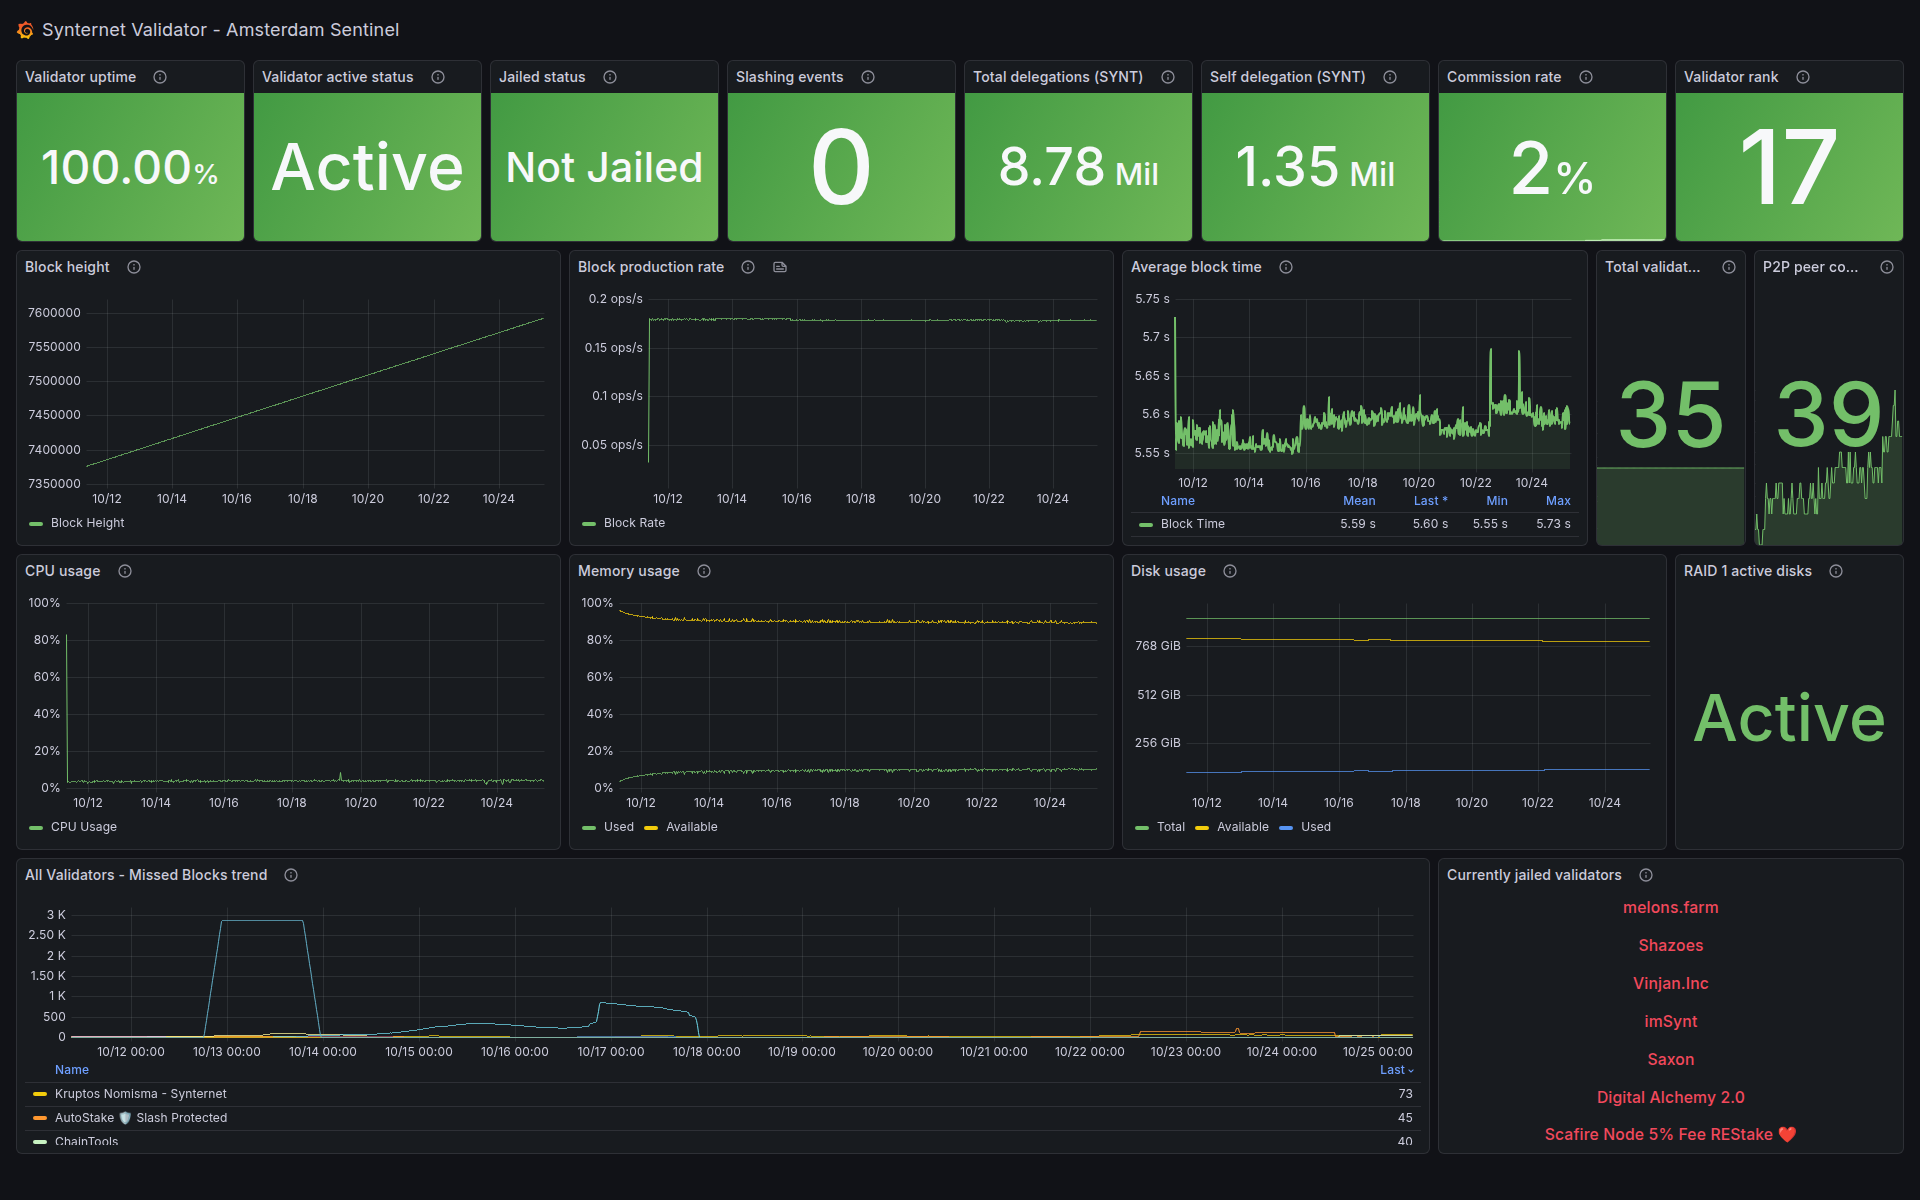 Synternet Validator - Amsterdam Sentinel
Validator uptime
100.00%
Validator active status
Active
Jailed status
Not Jailed
Slashing events
0
Total delegations (SYNT)
8.78 Mil
Self delegation (SYNT)
1.35 Mil
Commission rate
2%
Validator rank
17
Block height
7600000
7550000
7500000
7450000
7400000
7350000
10/12 10/14 10/16 10/18 10/20 10/22 10/24
Block Height
Block production rate
0.2 ops/s
0.15 ops/s
0.1 ops/s
0.05 ops/s
10/12 10/14 10/16 10/18 10/20 10/22 10/24
Block Rate
Average block time
5.75 s
5.7 s
5.65 s
5.6 s
5.55 s
10/12 10/14 10/16 10/18 10/20 10/22 10/24
Name Mean Last * Min Max
Block Time 5.59 s 5.60 s 5.55 s 5.73 s
Total validat...
35
P2P peer co...
39
CPU usage
100%
80%
60%
40%
20%
0%
10/12 10/14 10/16 10/18 10/20 10/22 10/24
CPU Usage
Memory usage
100%
80%
60%
40%
20%
0%
10/12 10/14 10/16 10/18 10/20 10/22 10/24
Used Available
Disk usage
768 GiB
512 GiB
256 GiB
10/12 10/14 10/16 10/18 10/20 10/22 10/24
Total Available Used
RAID 1 active disks
Active
All Validators - Missed Blocks trend
3 K
2.50 K
2 K
1.50 K
1 K
500
0
10/12 00:00 10/13 00:00 10/14 00:00 10/15 00:00 10/16 00:00 10/17 00:00 10/18 00:00 10/19 00:00 10/20 00:00 10/21 00:00 10/22 00:00 10/23 00:00 10/24 00:00 10/25 00:00
Name Last
Kruptos Nomisma - Synternet 73
AutoStake 🛡️ Slash Protected 45
ChainTools 40
Currently jailed validators
melons.farm
Shazoes
Vinjan.Inc
imSynt
Saxon
Digital Alchemy 2.0
Scafire Node 5% Fee REStake ❤️